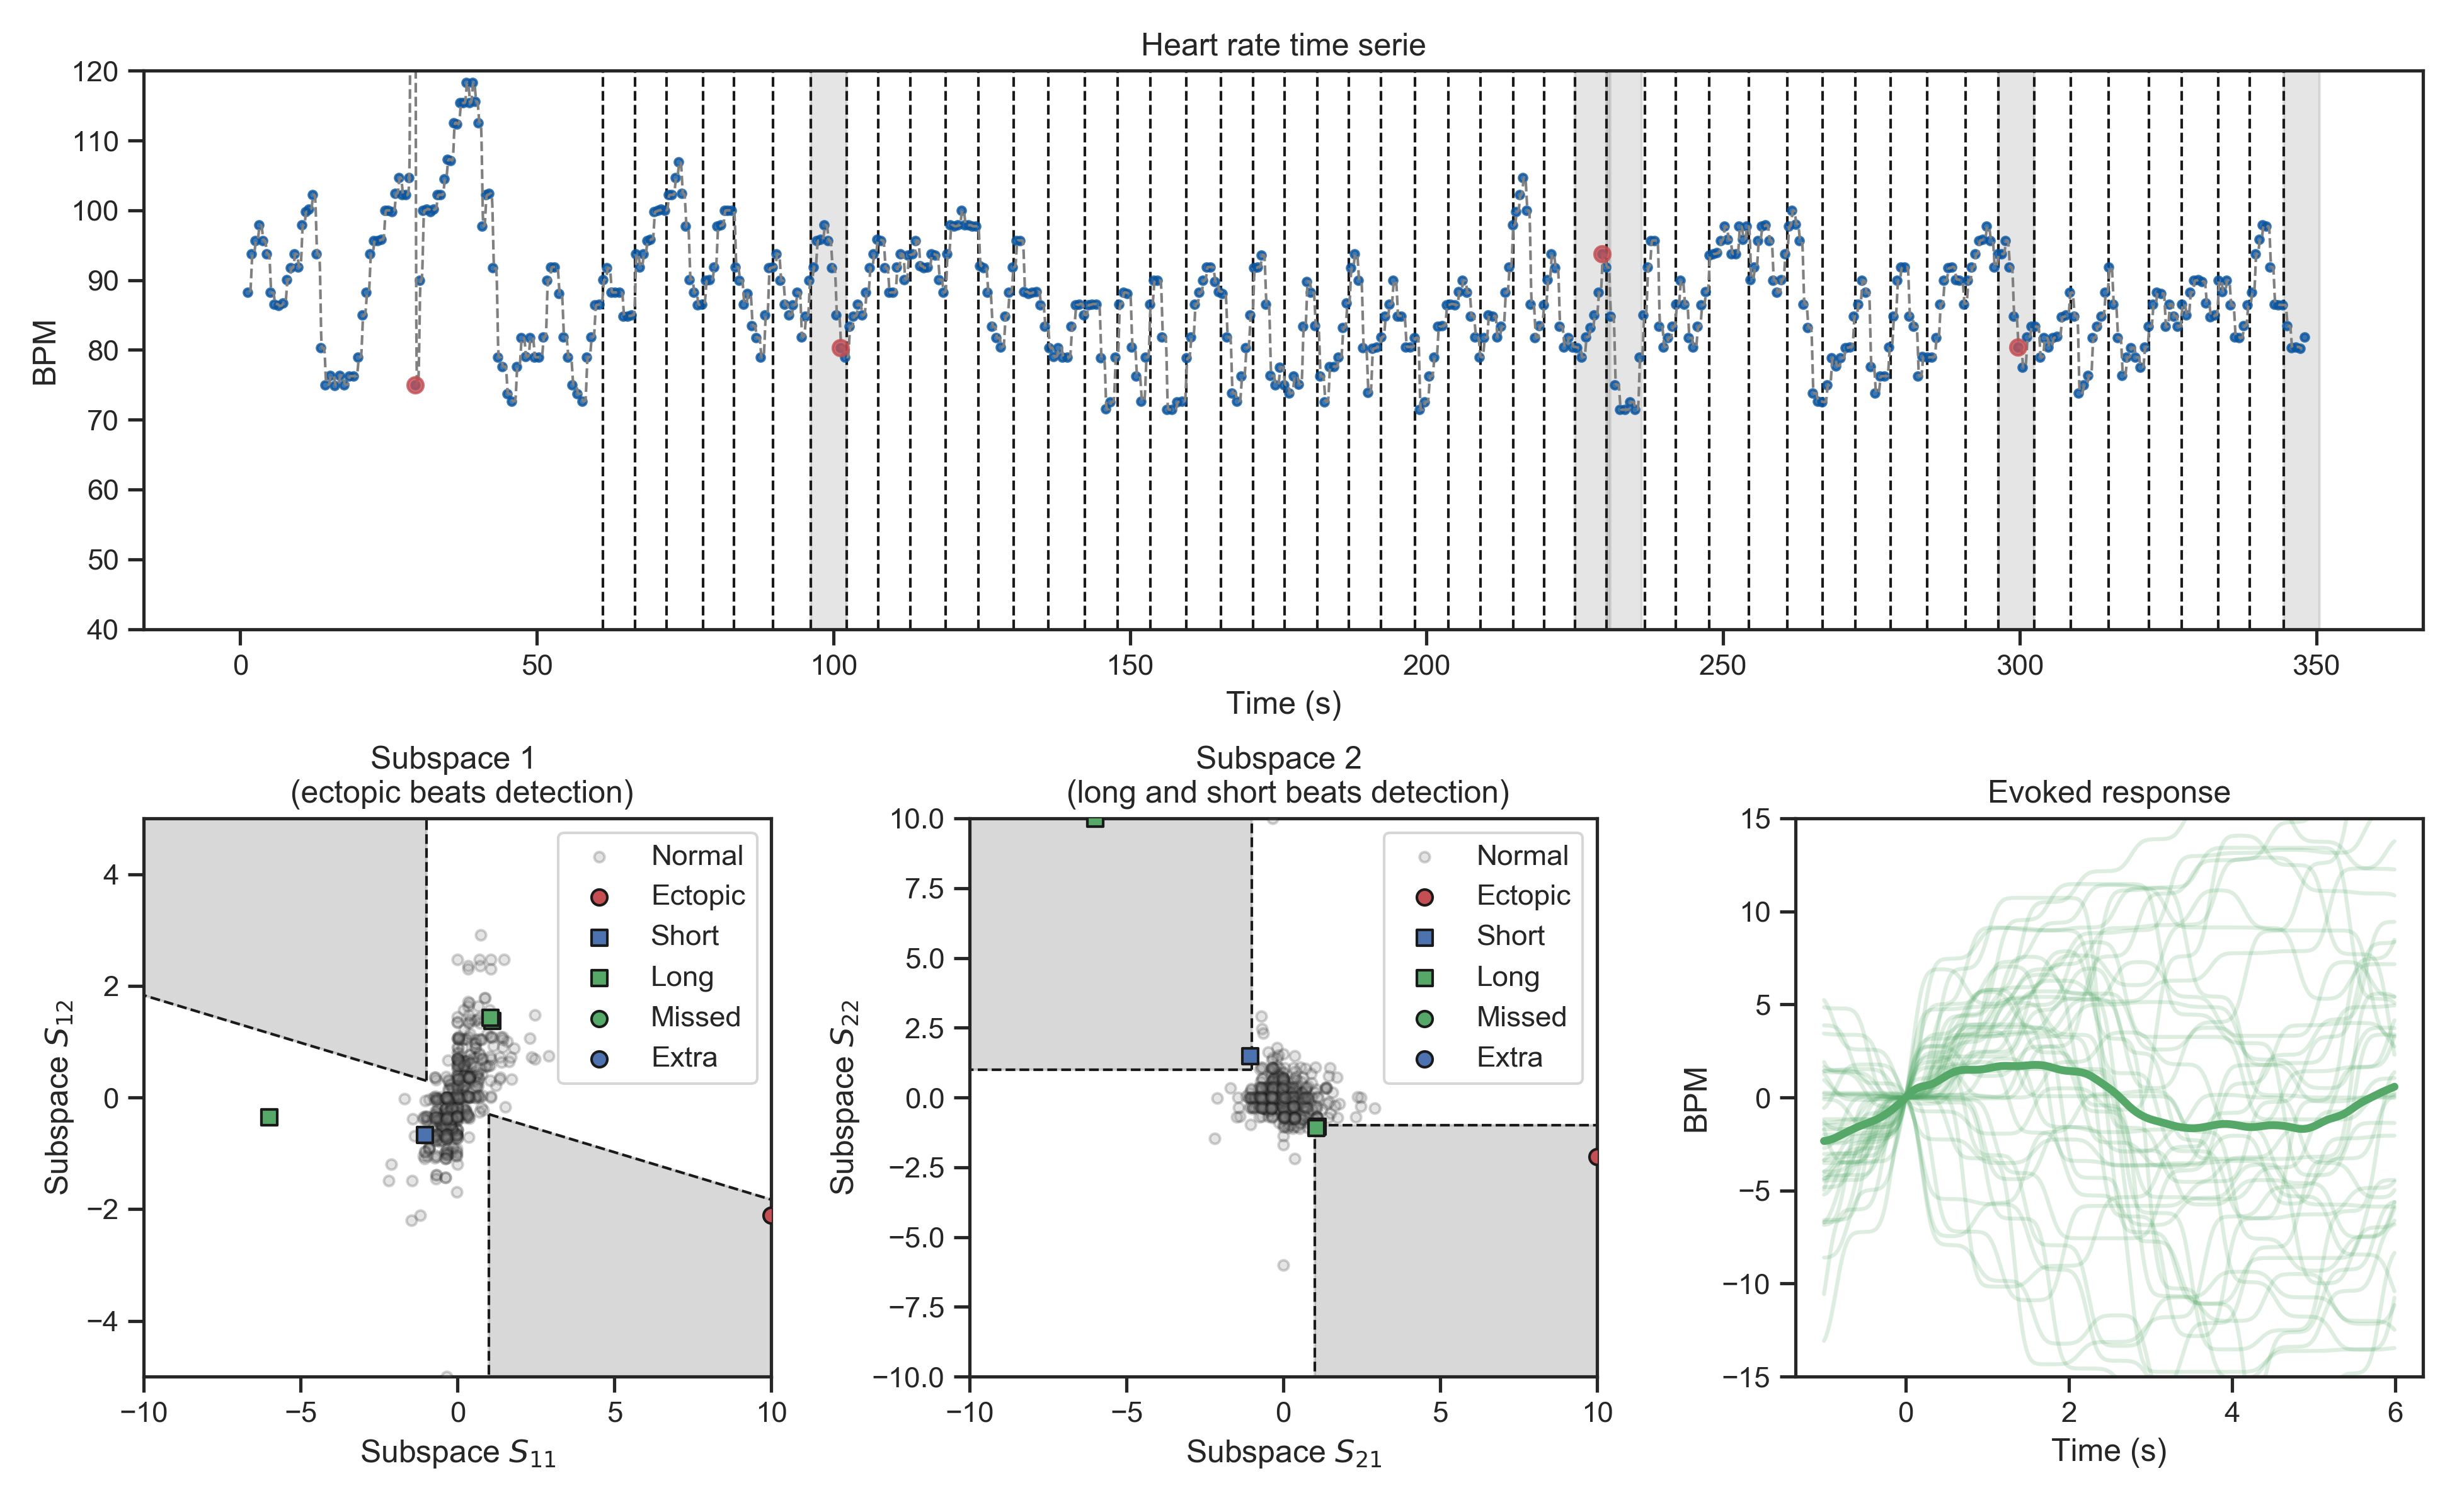 Heart rate time serie
120
110
100
90
80
70
60
50
40
BPM
0 50 100 150 200 250 300 350
Time (s)
Subspace 1
(ectopic beats detection)
4
2
0
−2
−4
Subspace S12
Normal
Ectopic
Short
Long
Missed
Extra
−10 −5 0 5 10
Subspace S11
Subspace 2
(long and short beats detection)
10.0
7.5
5.0
2.5
0.0
−2.5
−5.0
−7.5
−10.0
Subspace S22
Normal
Ectopic
Short
Long
Missed
Extra
−10 −5 0 5 10
Subspace S21
Evoked response
15
10
5
0
−5
−10
−15
BPM
0 2 4 6
Time (s)